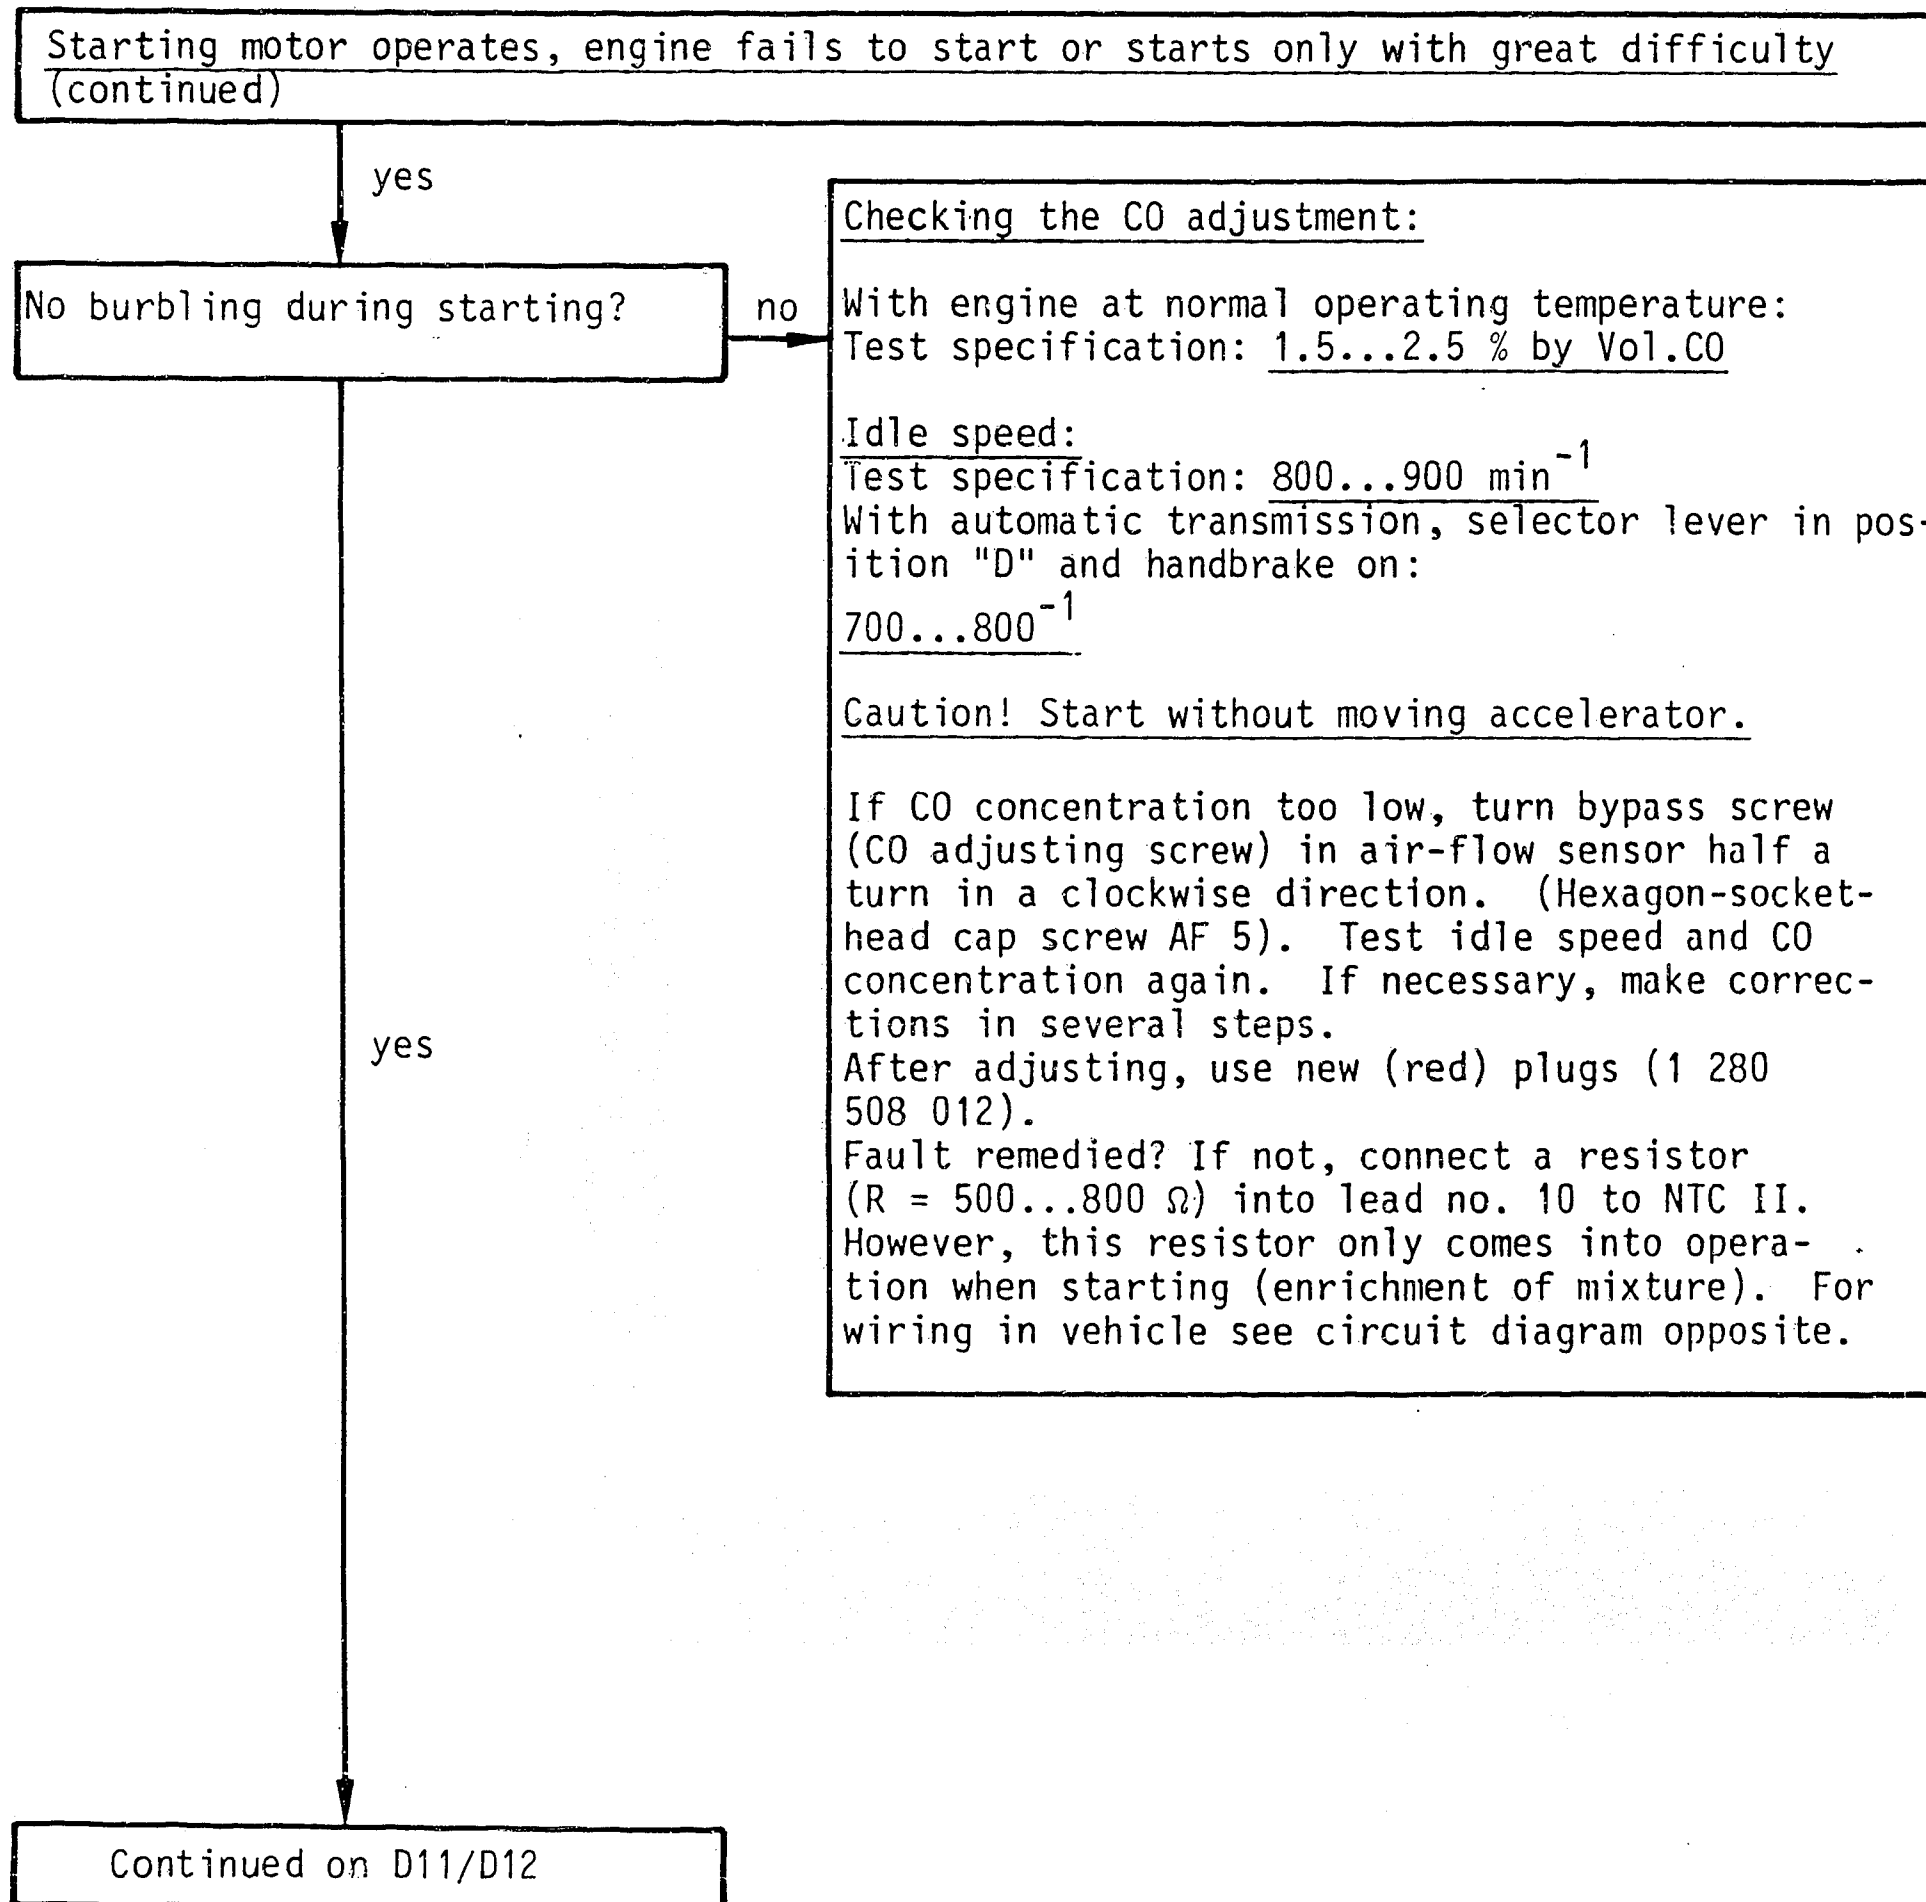 Starting motor operates, engine fails to start or starts only with great difficulty
(continued)
yes
No burbling during starting?
no
Checking the CO adjustment:
With engine at normal operating temperature:
Test specification: 1.5...2.5 % by Vol.CO
Idle speed:
Test specification: 800...900 min⁻¹
With automatic transmission, selector lever in pos-
ition "D" and handbrake on:
700...800⁻¹
Caution! Start without moving accelerator.
If CO concentration too low, turn bypass screw
(CO adjusting screw) in air-flow sensor half a
turn in a clockwise direction. (Hexagon-socket-
head cap screw AF 5). Test idle speed and CO
concentration again. If necessary, make correc-
tions in several steps.
After adjusting, use new (red) plugs (1 280
508 012).
Fault remedied? If not, connect a resistor
(R = 500...800 Ω) into lead no. 10 to NTC II.
However, this resistor only comes into opera-
tion when starting (enrichment of mixture). For
wiring in vehicle see circuit diagram opposite.
yes
Continued on D11/D12